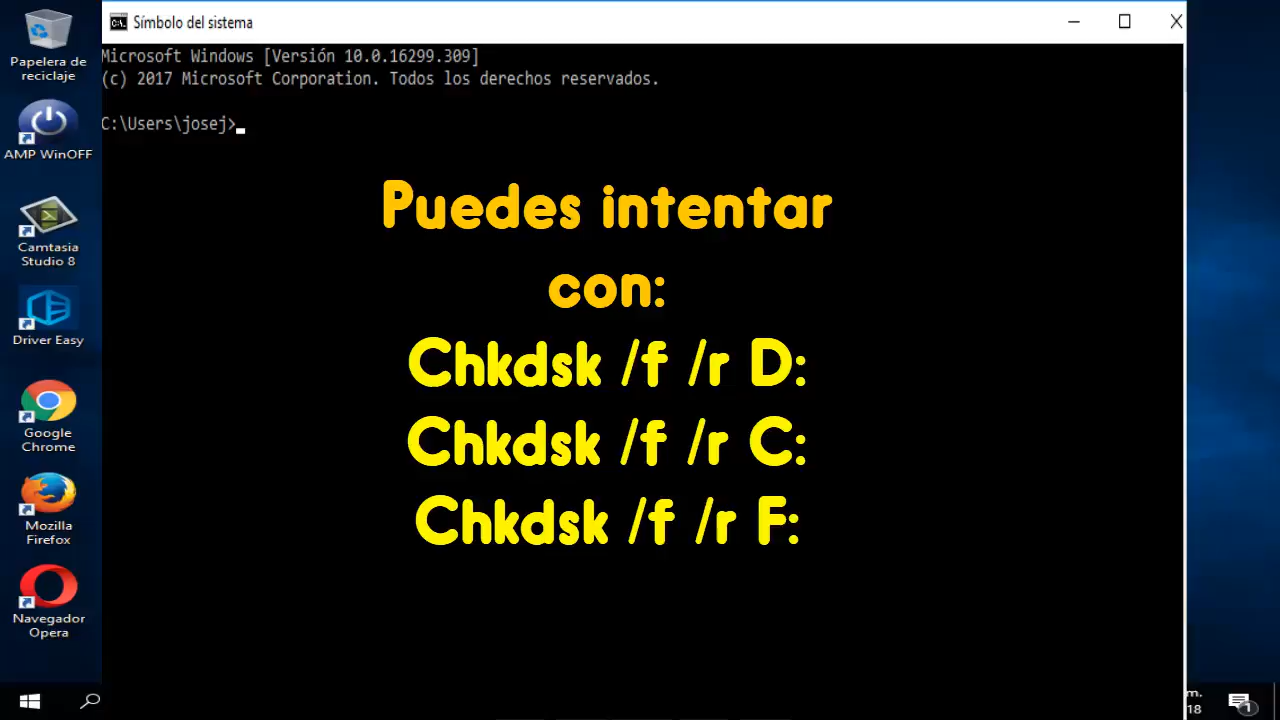 Símbolo del sistema
Microsoft Windows [Versión 10.0.16299.309]
(c) 2017 Microsoft Corporation. Todos los derechos reservados.
C:\Users\josej>
Puedes intentar
con:
Chkdsk /f /r D:
Chkdsk /f /r C:
Chkdsk /f /r F:
Papelera de
reciclaje
AMP WinOFF
Camtasia
Studio 8
Driver Easy
Google
Chrome
Mozilla
Firefox
Navegador
Opera
m.
18
1